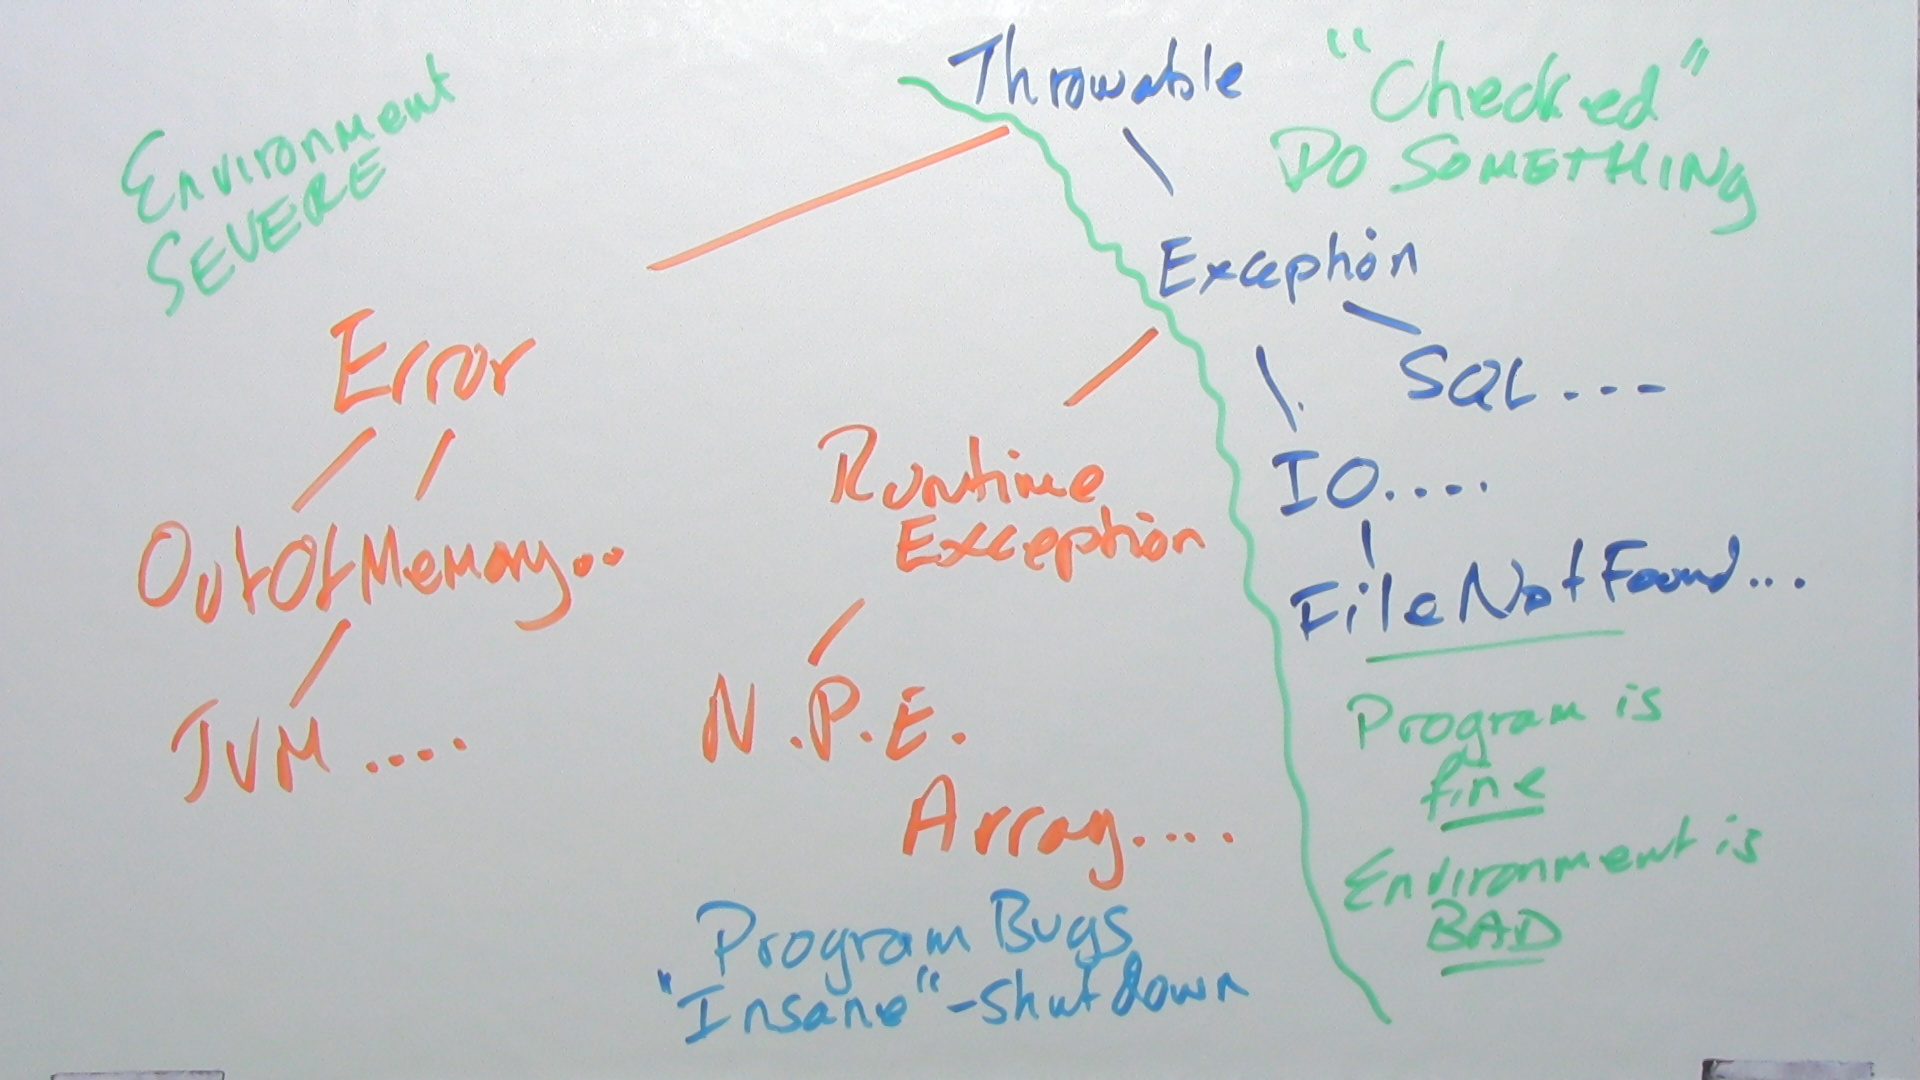 Throwable
"Checked"
DO SOMETHING
Environment
SEVERE
Exception
Error
SQL ---
Runtime
Exception
IO....
OutOfMemory..
FileNotFound...
JVM ....
N.P.E.
Array....
Program is
fine
Environment is
BAD
Program Bugs
"Insane" - shutdown